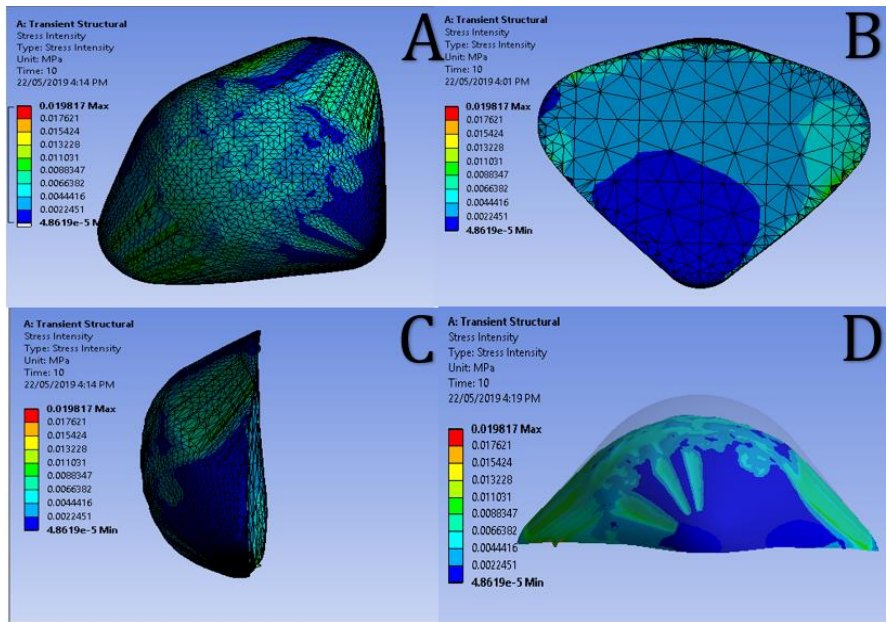 A: Transient Structural
Stress Intensity
Type: Stress Intensity
Unit: MPa
Time: 10
22/05/2019 4:14 PM
0.019817 Max
0.017621
0.015424
0.013228
0.011031
0.0088347
0.0066382
0.0044416
0.0022451
4.8619e-5 Min
A
A: Transient Structural
Stress Intensity
Type: Stress Intensity
Unit: MPa
Time: 10
22/05/2019 4:01 PM
0.019817 Max
0.017621
0.015424
0.013228
0.011031
0.0088347
0.0066382
0.0044416
0.0022451
4.8619e-5 Min
B
A: Transient Structural
Stress Intensity
Type: Stress Intensity
Unit: MPa
Time: 10
22/05/2019 4:14 PM
0.019817 Max
0.017621
0.015424
0.013228
0.011031
0.0088347
0.0066382
0.0044416
0.0022451
4.8619e-5 Min
C
A: Transient Structural
Stress Intensity
Type: Stress Intensity
Unit: MPa
Time: 10
22/05/2019 4:19 PM
0.019817 Max
0.017621
0.015424
0.013228
0.011031
0.0088347
0.0066382
0.0044416
0.0022451
4.8619e-5 Min
D